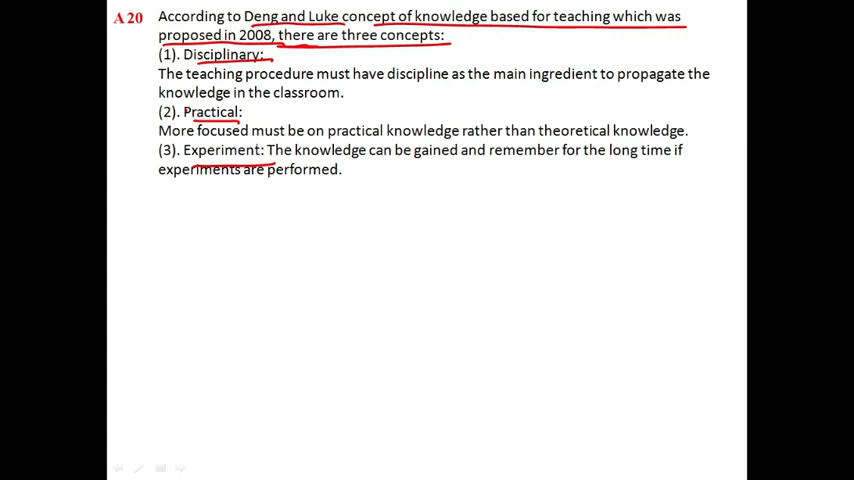 A 20 According to Deng and Luke concept of knowledge based for teaching which was
proposed in 2008, there are three concepts:
(1). Disciplinary:
The teaching procedure must have discipline as the main ingredient to propagate the
knowledge in the classroom.
(2). Practical:
More focused must be on practical knowledge rather than theoretical knowledge.
(3). Experiment: The knowledge can be gained and remember for the long time if
experiments are performed.